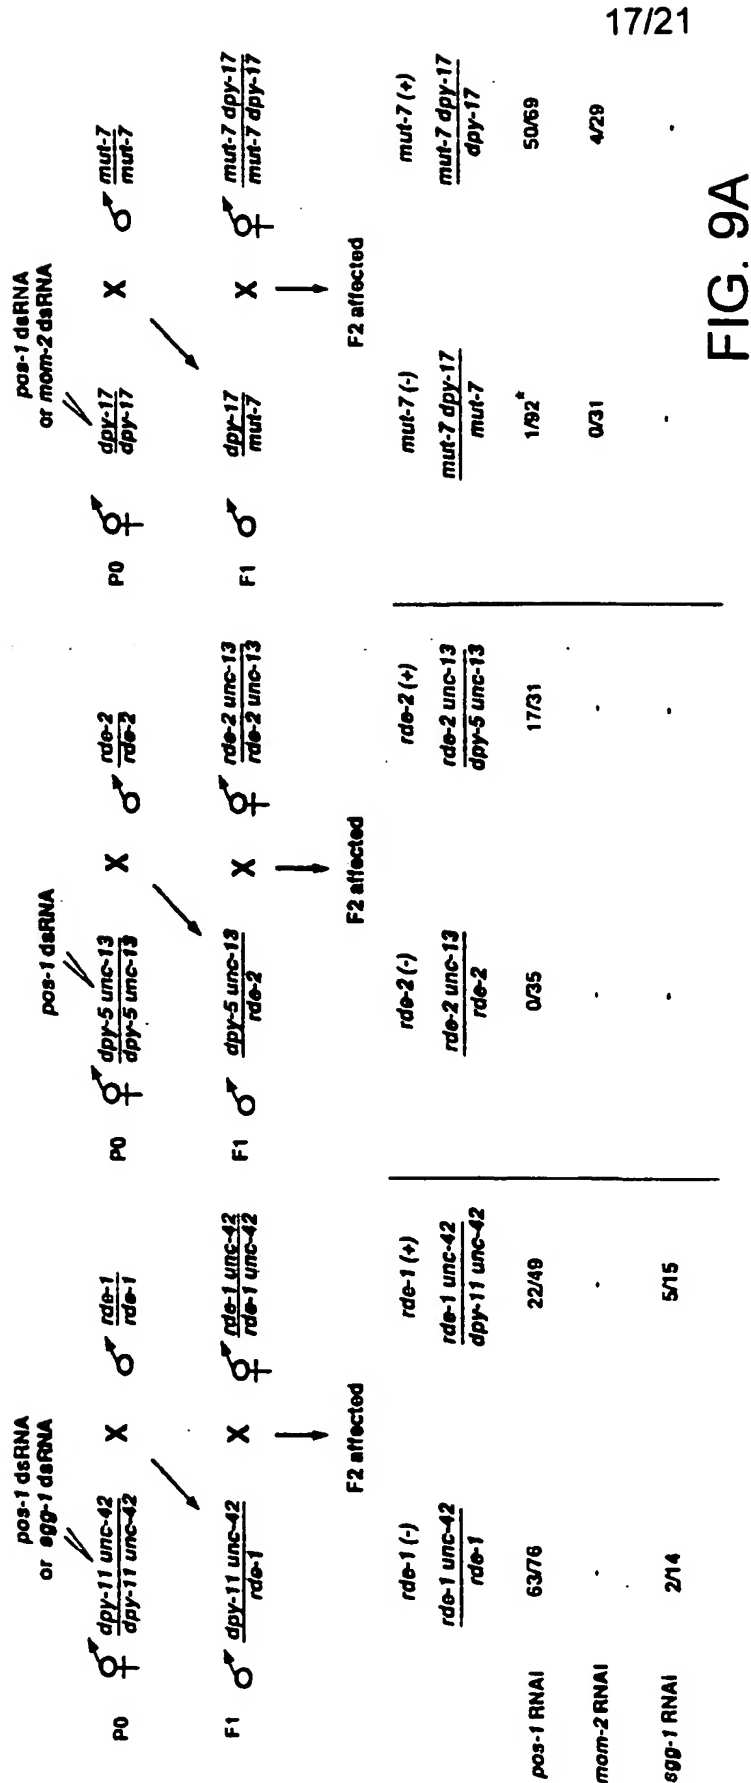 17/21
pos-1 dsRNA
or sgg-1 dsRNA
P0
dpy-11 unc-42
dpy-11 unc-42
X
rde-1
rde-1
F1
dpy-11 unc-42
rde-1
X
rde-1 unc-42
rde-1 unc-42
F2 affected
pos-1 dsRNA
P0
dpy-5 unc-13
dpy-5 unc-13
X
rde-2
rde-2
F1
dpy-5 unc-13
rde-2
X
rde-2 unc-13
rde-2 unc-13
F2 affected
pos-1 dsRNA
or mom-2 dsRNA
P0
dpy-17
dpy-17
X
mut-7
mut-7
F1
dpy-17
mut-7
X
mut-7 dpy-17
mut-7 dpy-17
F2 affected
rde-1 (-) rde-1 (+) rde-2 (-) rde-2 (+) mut-7 (-) mut-7 (+)
rde-1 unc-42 rde-1 unc-42 rde-2 unc-13 rde-2 unc-13 mut-7 dpy-17 mut-7 dpy-17
rde-1 dpy-11 unc-42 rde-2 dpy-5 unc-13 mut-7 dpy-17
pos-1 RNAi 63/76 22/49 0/35 17/31 1/92* 50/69
mom-2 RNAi - - - - 0/31 4/29
sgg-1 RNAi 2/14 5/15 - - - -
FIG. 9A